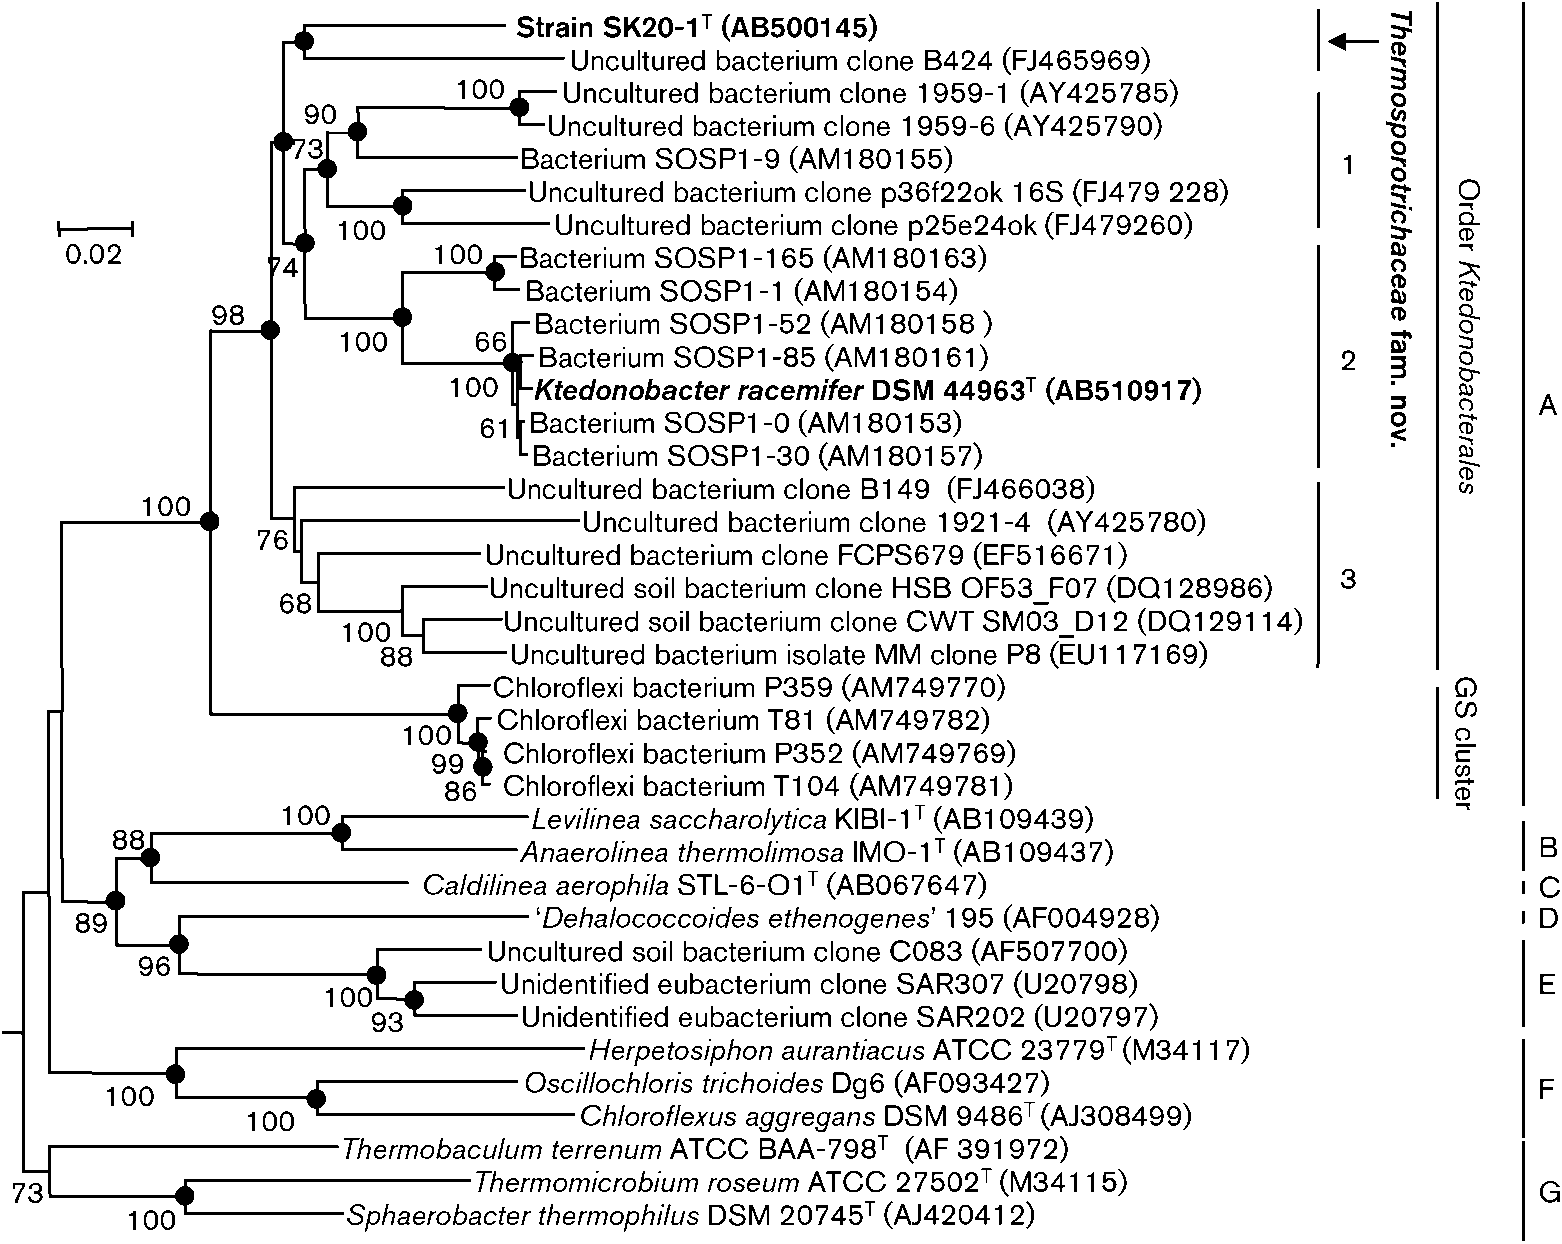 Strain SK20-1T (AB500145)
Uncultured bacterium clone B424 (FJ465969)
100
Uncultured bacterium clone 1959-1 (AY425785)
90
Uncultured bacterium clone 1959-6 (AY425790)
73
Bacterium SOSP1-9 (AM180155)
Uncultured bacterium clone p36f22ok 16S (FJ479 228)
100
Uncultured bacterium clone p25e24ok (FJ479260)
0.02
74
100
Bacterium SOSP1-165 (AM180163)
Bacterium SOSP1-1 (AM180154)
98
100
Bacterium SOSP1-52 (AM180158 )
66
Bacterium SOSP1-85 (AM180161)
100
Ktedonobacter racemifer DSM 44963T (AB510917)
61
Bacterium SOSP1-0 (AM180153)
Bacterium SOSP1-30 (AM180157)
Uncultured bacterium clone B149 (FJ466038)
100
Uncultured bacterium clone 1921-4 (AY425780)
76
Uncultured bacterium clone FCPS679 (EF516671)
68
Uncultured soil bacterium clone HSB OF53_F07 (DQ128986)
100
Uncultured soil bacterium clone CWT SM03_D12 (DQ129114)
88
Uncultured bacterium isolate MM clone P8 (EU117169)
Chloroflexi bacterium P359 (AM749770)
100
Chloroflexi bacterium T81 (AM749782)
99
Chloroflexi bacterium P352 (AM749769)
86
Chloroflexi bacterium T104 (AM749781)
100
Levilinea saccharolytica KIBI-1T (AB109439)
88
Anaerolinea thermolimosa IMO-1T (AB109437)
Caldilinea aerophila STL-6-O1T (AB067647)
89
‘Dehalococcoides ethenogenes’ 195 (AF004928)
96
Uncultured soil bacterium clone C083 (AF507700)
100
Unidentified eubacterium clone SAR307 (U20798)
93
Unidentified eubacterium clone SAR202 (U20797)
Herpetosiphon aurantiacus ATCC 23779T (M34117)
100
Oscillochloris trichoides Dg6 (AF093427)
100
Chloroflexus aggregans DSM 9486T (AJ308499)
Thermobaculum terrenum ATCC BAA-798T (AF 391972)
73
Thermomicrobium roseum ATCC 27502T (M34115)
100
Sphaerobacter thermophilus DSM 20745T (AJ420412)
1
2
3
Thermosporotrichaceae fam. nov.
Order Ktedonobacterales
GS cluster
A
B
C
D
E
F
G